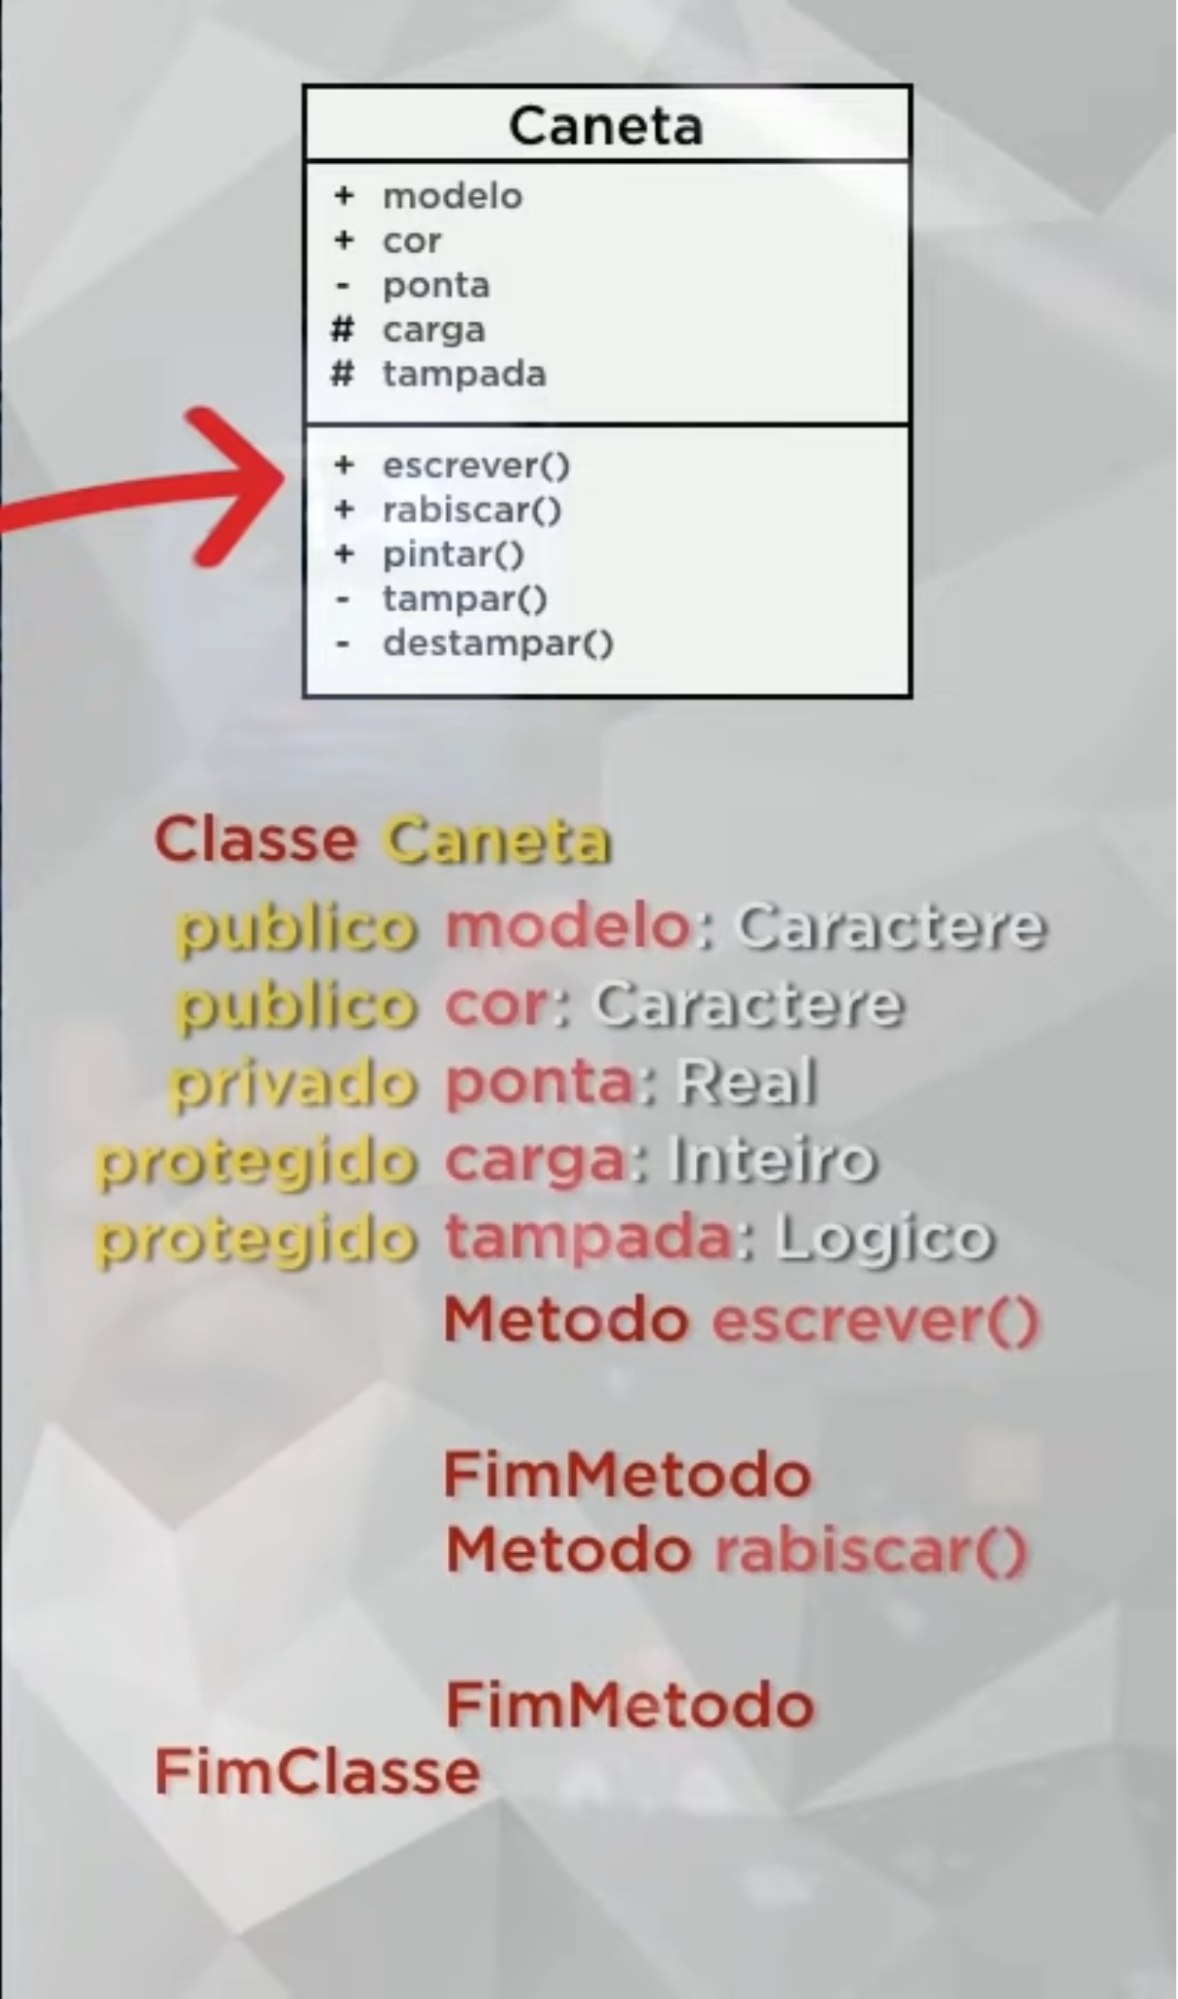 Caneta
+ modelo
+ cor
- ponta
# carga
# tampada
+ escrever()
+ rabiscar()
+ pintar()
- tampar()
- destampar()
Classe Caneta
publico modelo: Caractere
publico cor: Caractere
privado ponta: Real
protegido carga: Inteiro
protegido tampada: Logico
Metodo escrever()
FimMetodo
Metodo rabiscar()
FimMetodo
FimClasse